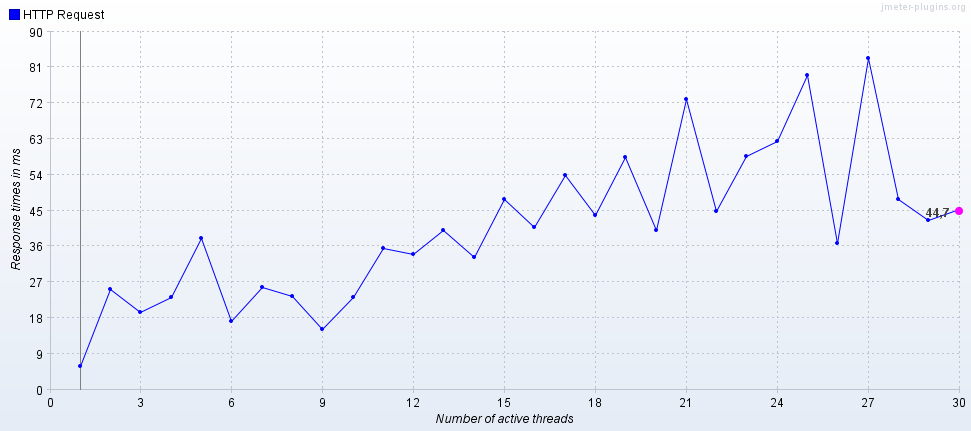 jmeter-plugins.org
HTTP Request
90
81
72
63
54
45
36
27
18
9
0
Response times in ms
44,7
0 3 6 9 12 15 18 21 24 27 30
Number of active threads